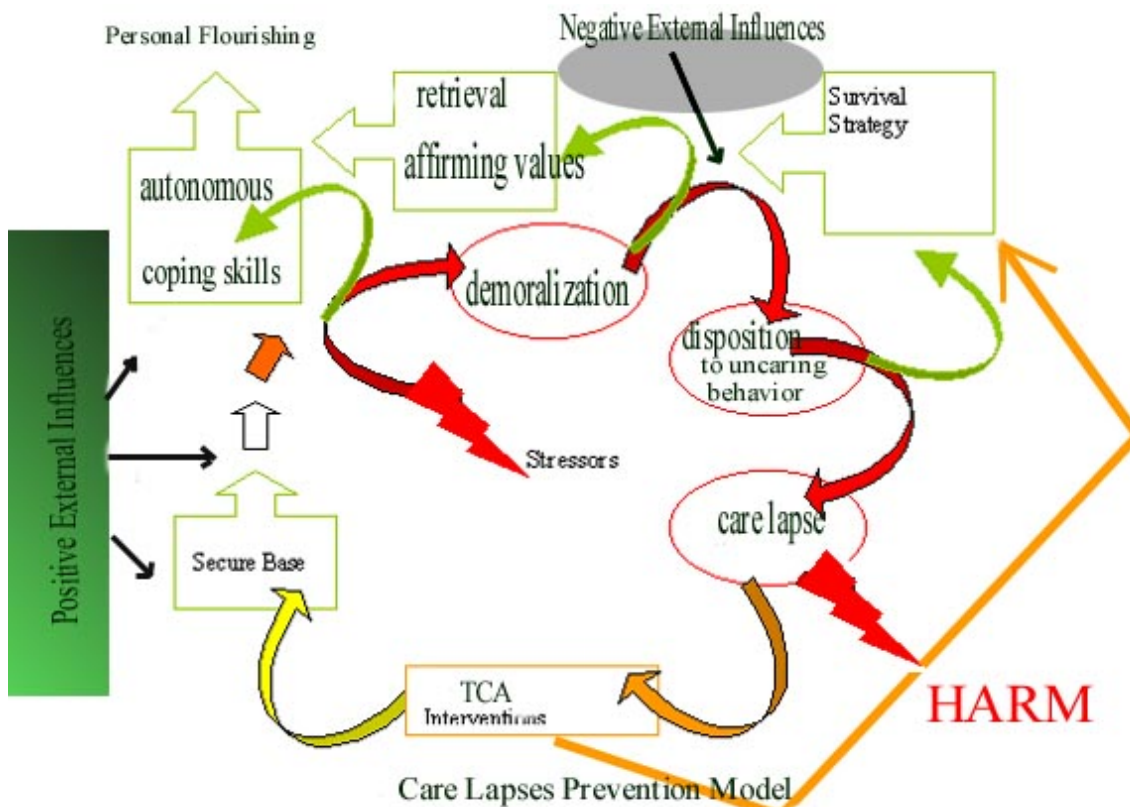 Personal Flourishing
Negative External Influences
retrieval
affirming values
Survival
Strategy
autonomous
coping skills
demoralization
disposition
to uncaring
behavior
Positive External Influences
Stressors
care lapse
Secure Base
TCA
Interventions
HARM
Care Lapses Prevention Model